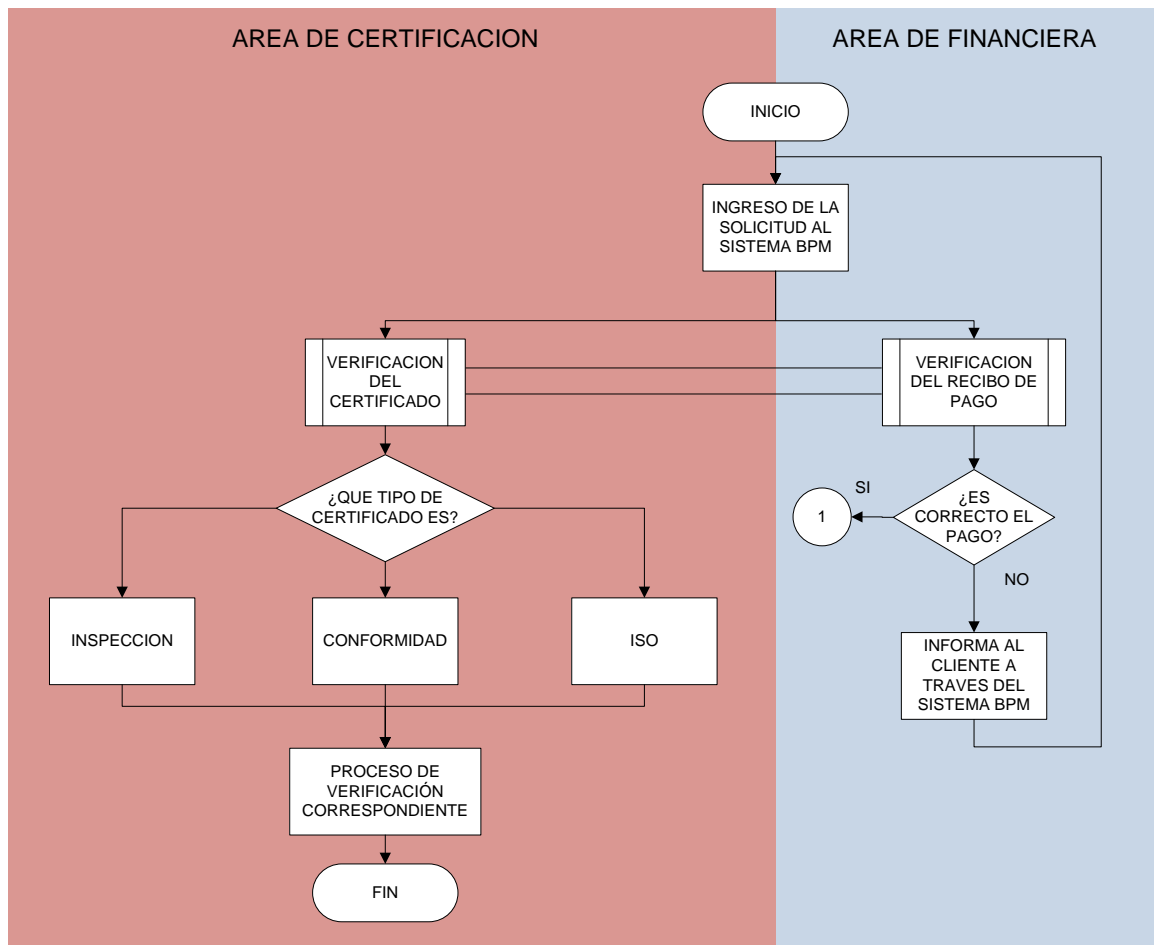 AREA DE CERTIFICACION
AREA DE FINANCIERA
INICIO
INGRESO DE LA
SOLICITUD AL
SISTEMA BPM
VERIFICACION
DEL
CERTIFICADO
VERIFICACION
DEL RECIBO DE
PAGO
¿QUE TIPO DE
CERTIFICADO ES?
SI
1
¿ES
CORRECTO EL
PAGO?
NO
INSPECCION
CONFORMIDAD
ISO
INFORMA AL
CLIENTE A
TRAVES DEL
SISTEMA BPM
PROCESO DE
VERIFICACIÓN
CORRESPONDIENTE
FIN